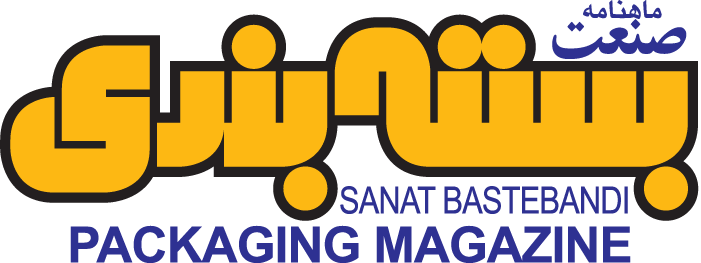 ماهنامه
صنعت
بسته بندی
SANAT BASTEBANDI
PACKAGING MAGAZINE